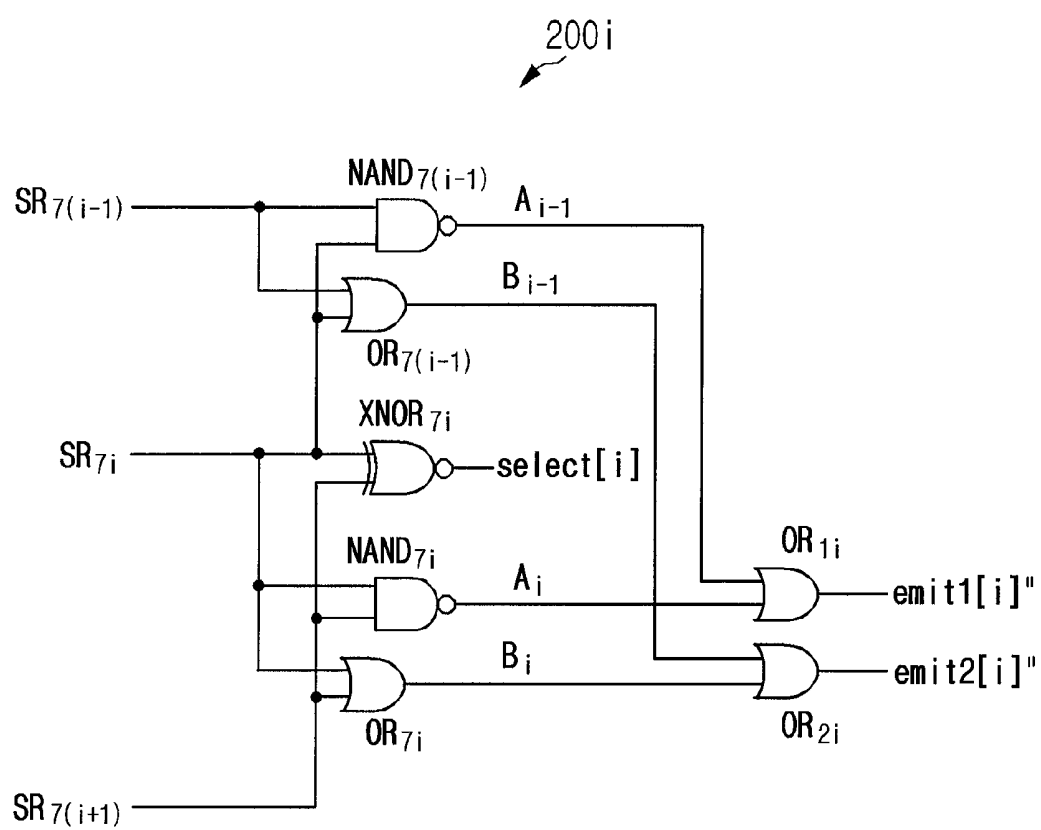 200i
NAND7(i-1)
SR7(i-1)
Ai-1
Bi-1
OR7(i-1)
XNOR7i
SR7i
select[i]
NAND7i
OR1i
Ai
emit1[i]"
Bi
emit2[i]"
OR7i
OR2i
SR7(i+1)